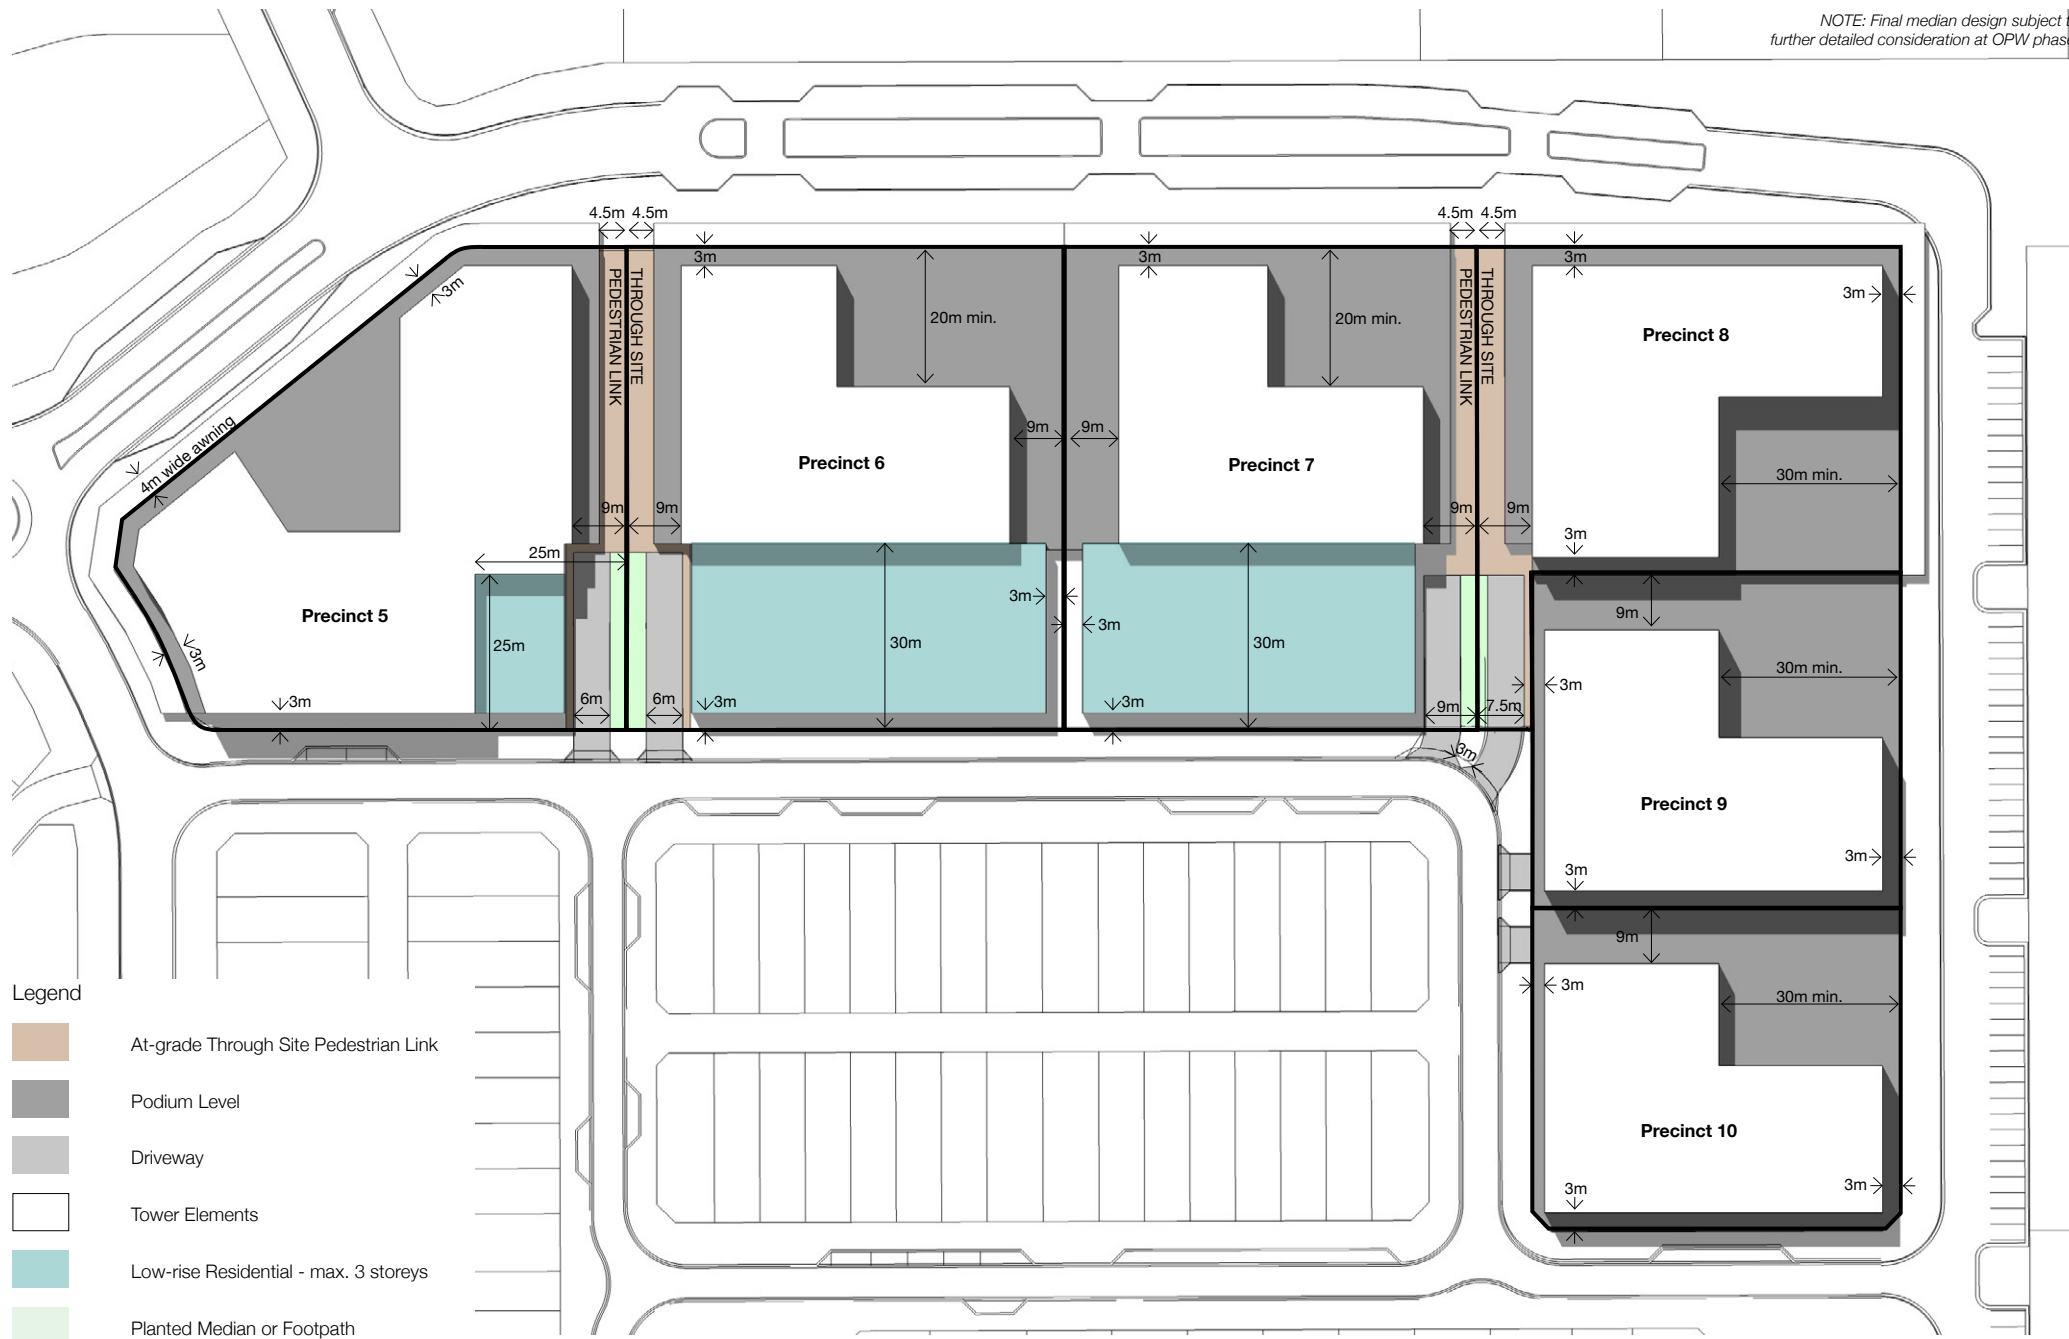 NOTE: Final median design subject t
further detailed consideration at OPW phase
4.5m 4.5m
4.5m 4.5m
3m
3m
3m
3m
3m
THROUGH SITE
PEDESTRIAN LINK
THROUGH SITE
PEDESTRIAN LINK
20m min.
20m min.
Precinct 8
4m wide awning
9m
9m
Precinct 6
Precinct 7
30m min.
9m
9m
9m
9m
3m
25m
3m
3m
9m
Precinct 5
25m
30m
30m
3m
30m min.
3m
3m
6m
6m
3m
3m
9m
7.5m
3m
3m
Precinct 9
3m
3m
9m
3m
30m min.
Precinct 10
3m
3m
Legend
At-grade Through Site Pedestrian Link
Podium Level
Driveway
Tower Elements
Low-rise Residential - max. 3 storeys
Planted Median or Footpath